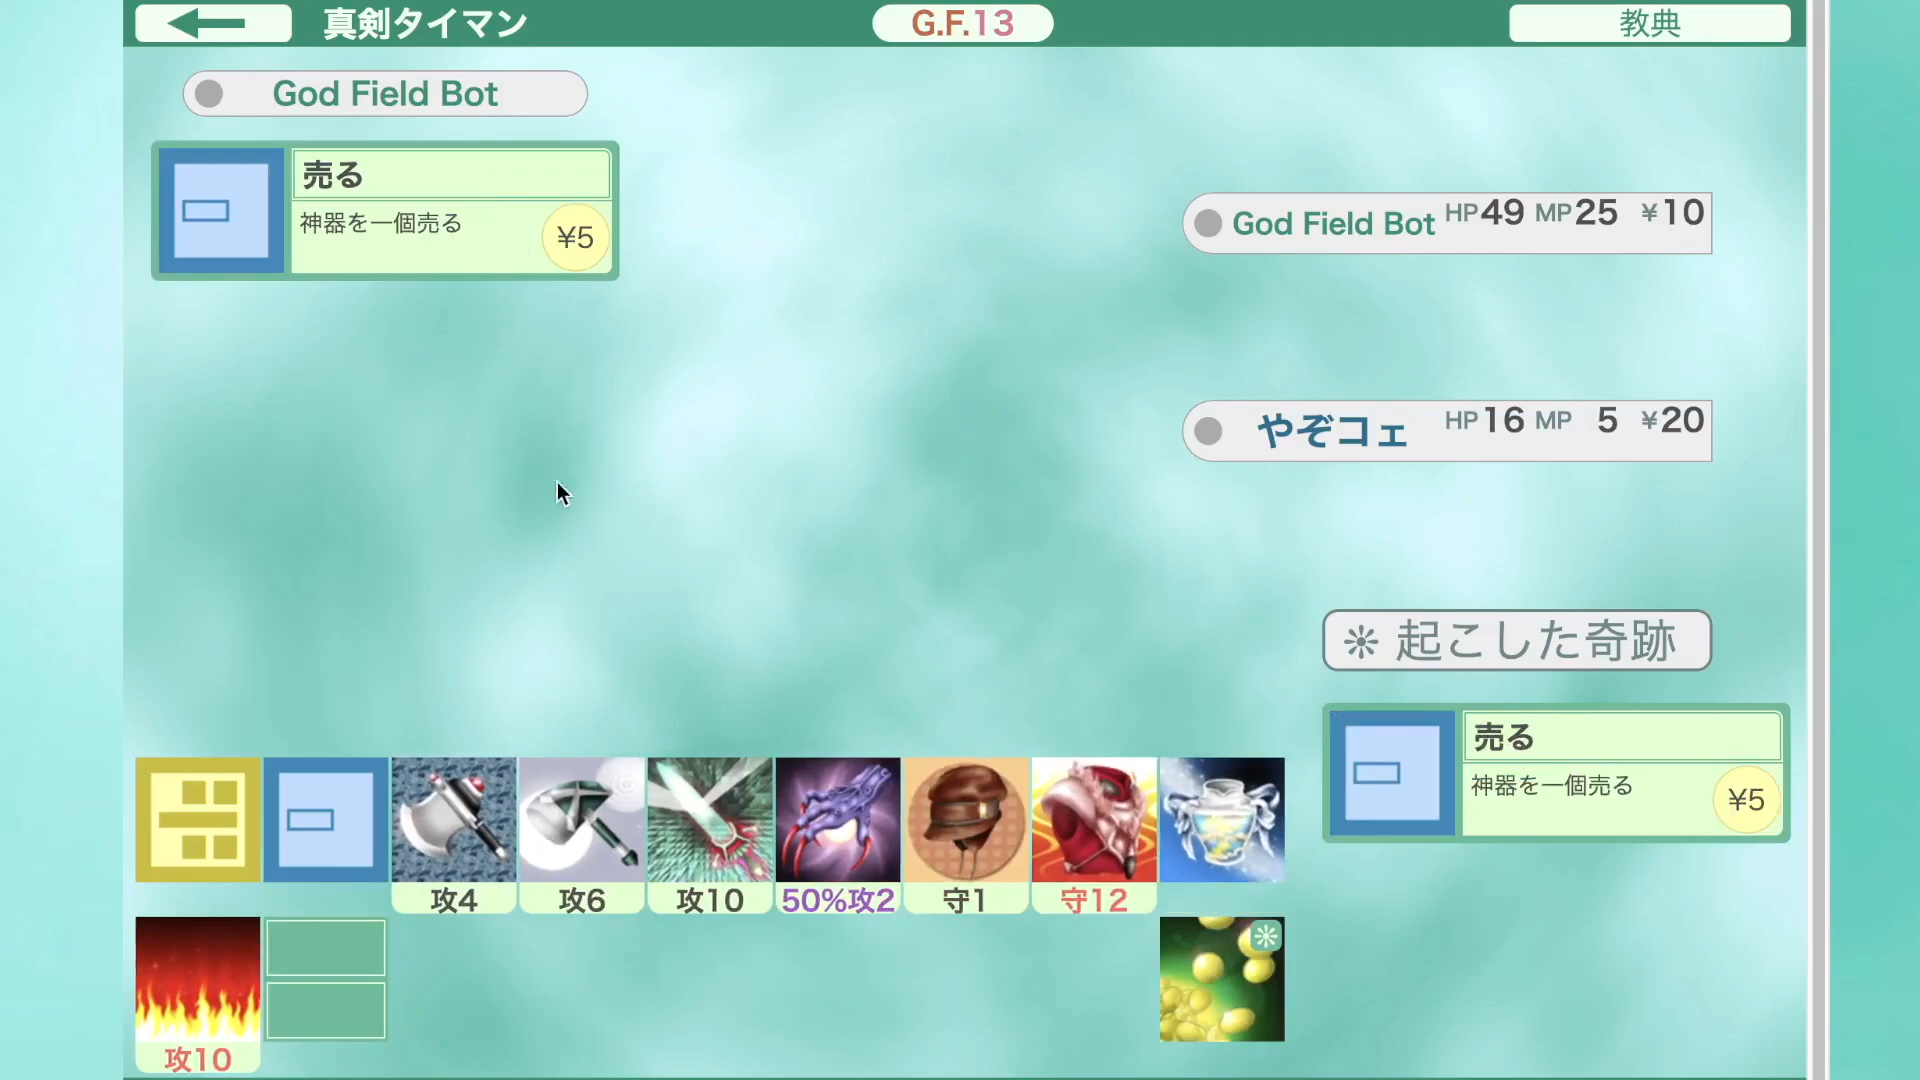 真剣タイマン
G.F.13
教典
God Field Bot
売る
神器を一個売る
¥5
God Field Bot HP49 MP25 ¥10
やぞコェ HP16 MP 5 ¥20
起こした奇跡
売る
神器を一個売る
¥5
攻4
攻6
攻10
50%攻2
守1
守12
攻10